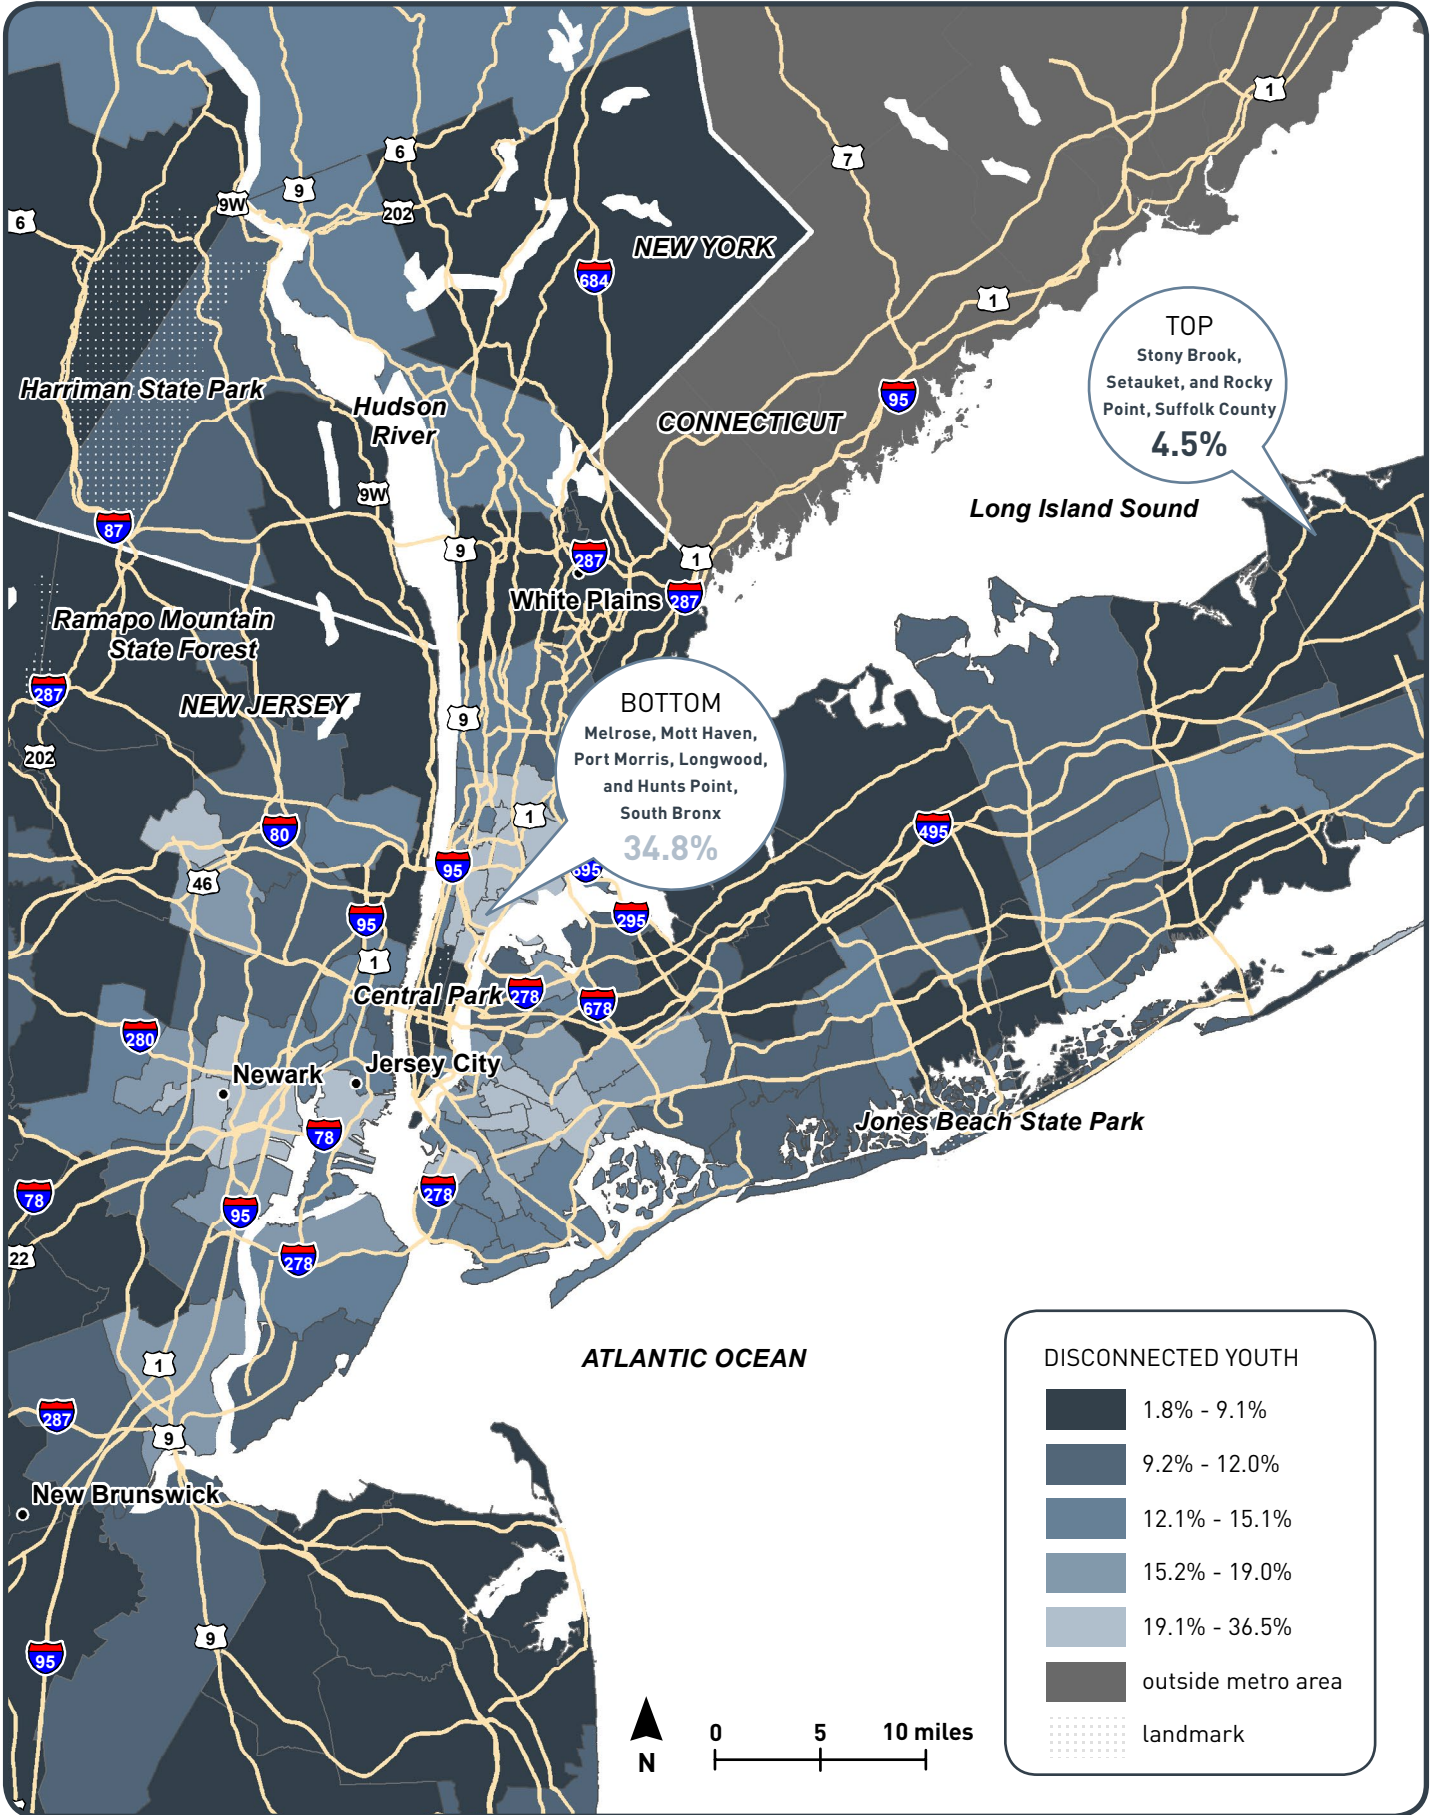 1
6
7
9
9W
6
202
NEW YORK
684
1
TOP
Stony Brook,
Setauket, and Rocky
Point, Suffolk County
4.5%
Harriman State Park
Hudson
River
95
CONNECTICUT
9W
Long Island Sound
87
9
287
1
White Plains
287
Ramapo Mountain
State Forest
287
NEW JERSEY
9
BOTTOM
Melrose, Mott Haven,
Port Morris, Longwood,
and Hunts Point,
South Bronx
34.8%
202
1
80
495
95
695
46
95
295
1
Central Park
278
678
280
Jersey City
Newark
78
Jones Beach State Park
78
278
95
22
278
ATLANTIC OCEAN
1
287
9
New Brunswick
9
95
DISCONNECTED YOUTH
1.8% - 9.1%
9.2% - 12.0%
12.1% - 15.1%
15.2% - 19.0%
19.1% - 36.5%
outside metro area
landmark
N
0 5 10 miles